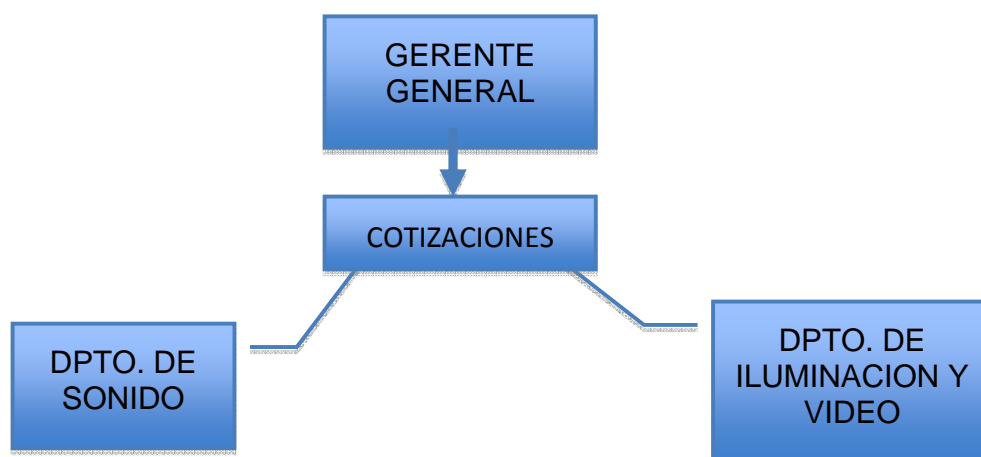 GERENTE
GENERAL
COTIZACIONES
DPTO. DE
SONIDO
DPTO. DE
ILUMINACION Y
VIDEO